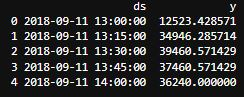 ds y
0 2018-09-11 13:00:00 12523.428571
1 2018-09-11 13:15:00 34946.285714
2 2018-09-11 13:30:00 39460.571429
3 2018-09-11 13:45:00 37460.571429
4 2018-09-11 14:00:00 36240.000000